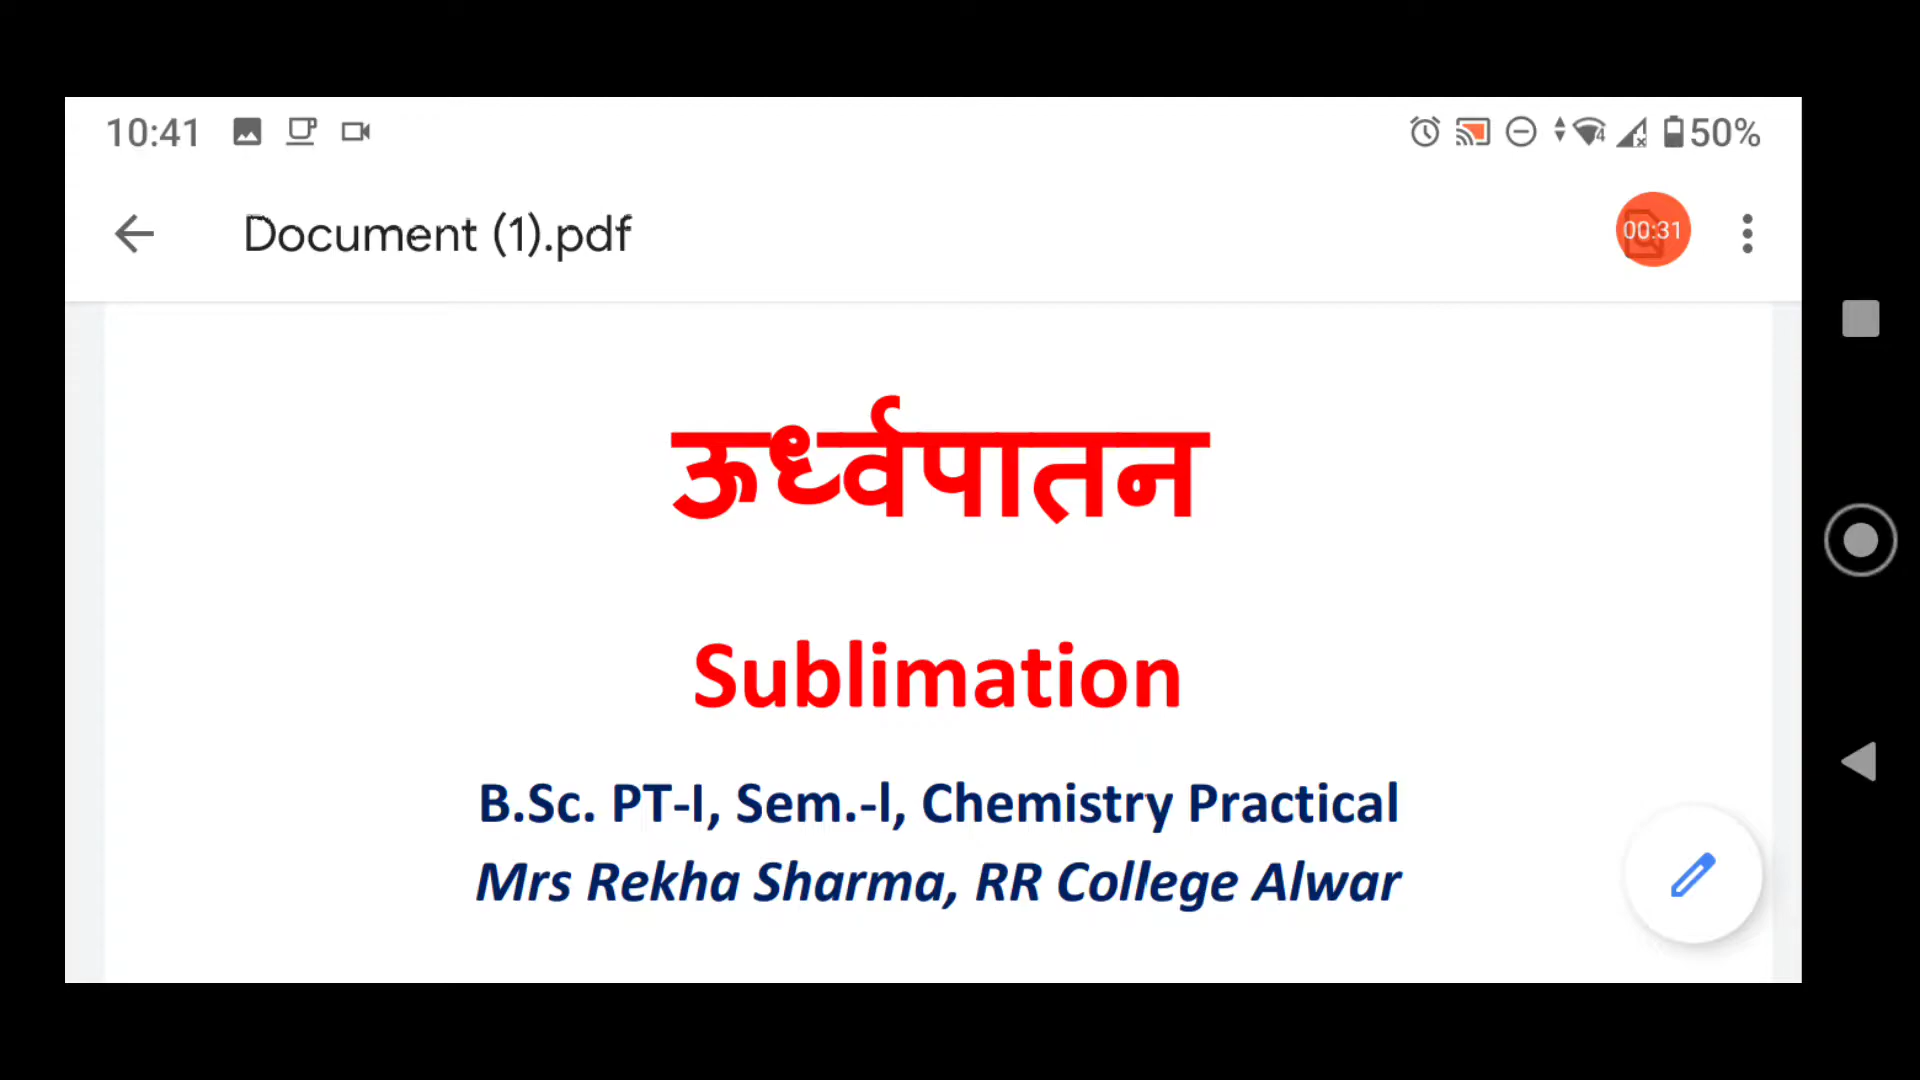 10:41 50%
Document (1).pdf 00:31
ऊर्ध्वपातन
Sublimation
B.Sc. PT-I, Sem.-I, Chemistry Practical
Mrs Rekha Sharma, RR College Alwar